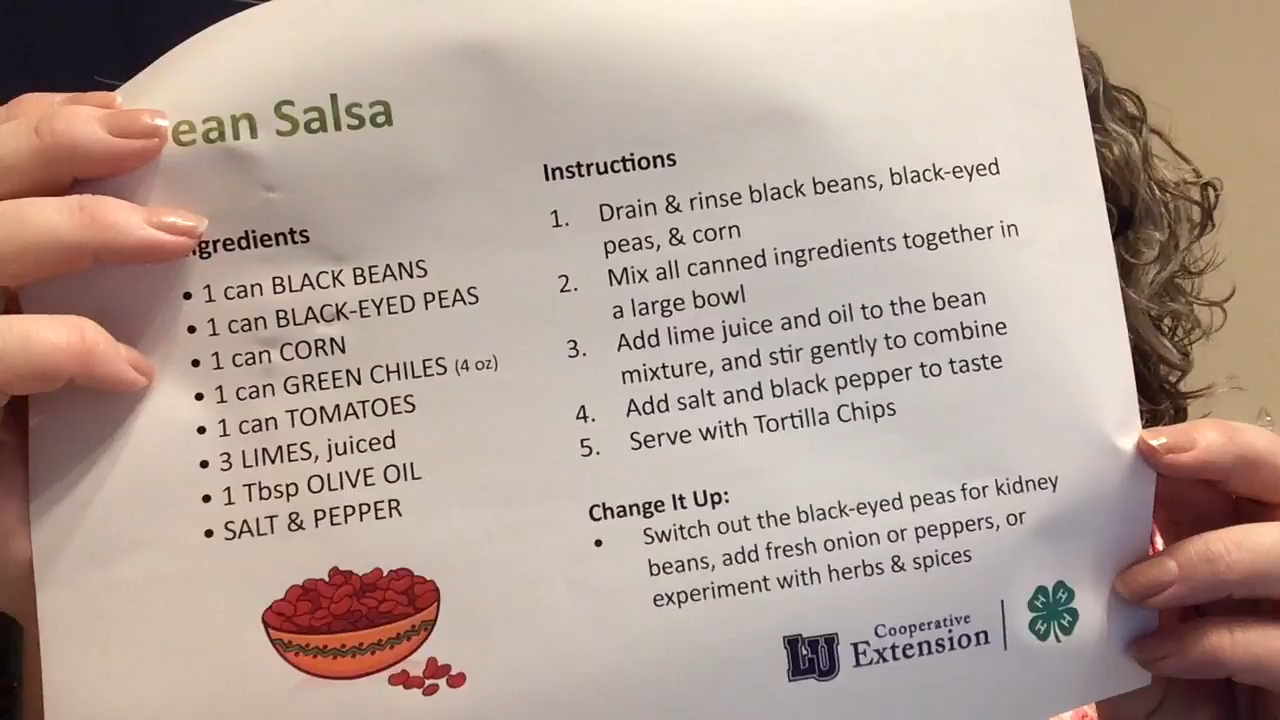 ean Salsa
ngredients
• 1 can BLACK BEANS
• 1 can BLACK-EYED PEAS
• 1 can CORN
• 1 can GREEN CHILES (4 oz)
• 1 can TOMATOES
• 3 LIMES, juiced
• 1 Tbsp OLIVE OIL
• SALT & PEPPER
Instructions
1. Drain & rinse black beans, black-eyed
peas, & corn
2. Mix all canned ingredients together in
a large bowl
3. Add lime juice and oil to the bean
mixture, and stir gently to combine
4. Add salt and black pepper to taste
5. Serve with Tortilla Chips
Change It Up:
• Switch out the black-eyed peas for kidney
beans, add fresh onion or peppers, or
experiment with herbs & spices
LU Cooperative
Extension
H H
H H